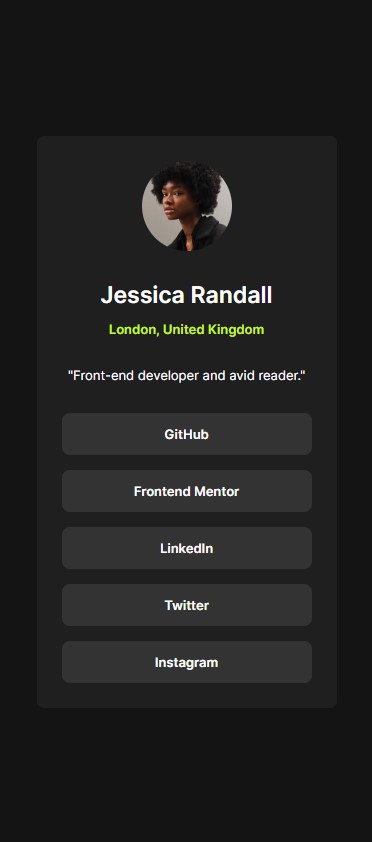 Jessica Randall
London, United Kingdom
"Front-end developer and avid reader."
GitHub
Frontend Mentor
LinkedIn
Twitter
Instagram